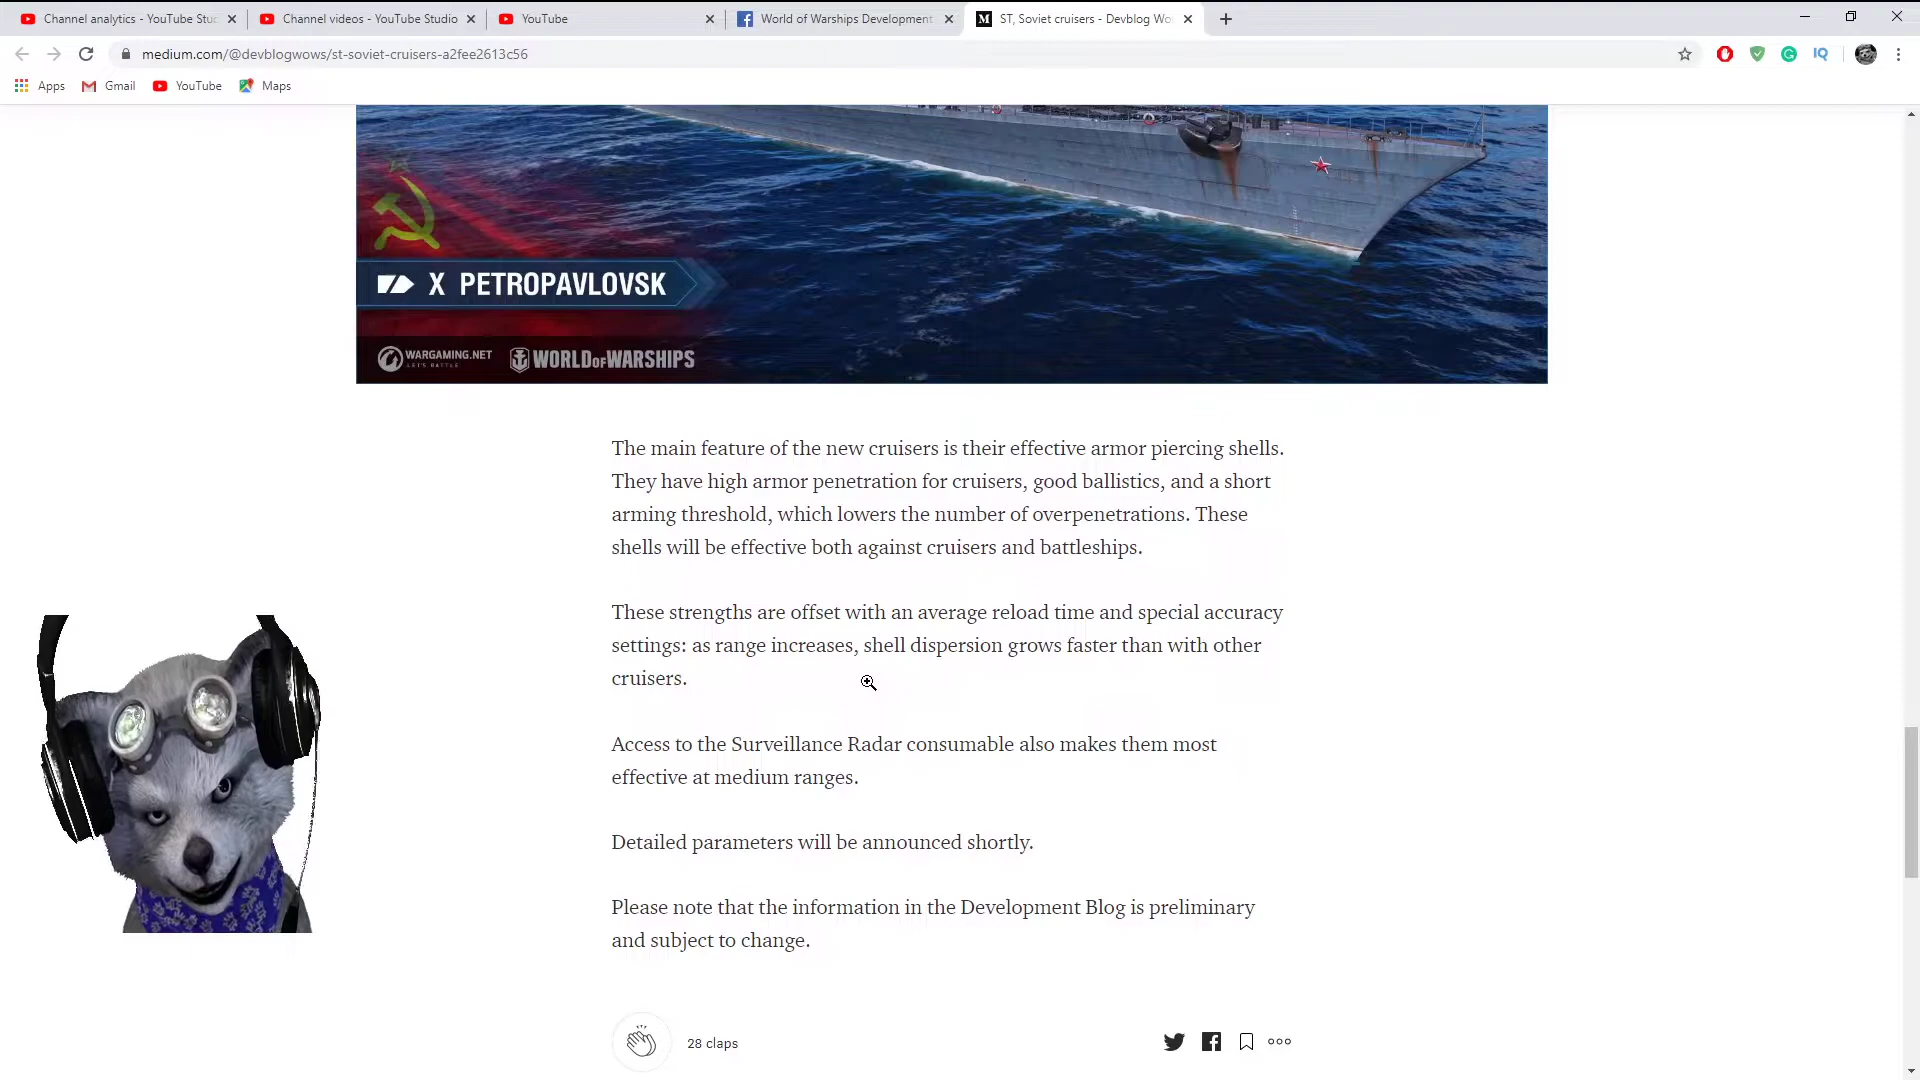 Channel analytics - YouTube Stu
Channel videos - YouTube Studio
YouTube
World of Warships Development
ST, Soviet cruisers - Devblog Wo
medium.com/@devblogwows/st-soviet-cruisers-a2fee2613c56
Apps
Gmail
YouTube
Maps
X PETROPAVLOVSK
WARGAMING.NET
LET'S BATTLE
WORLD OF WARSHIPS
The main feature of the new cruisers is their effective armor piercing shells.
They have high armor penetration for cruisers, good ballistics, and a short
arming threshold, which lowers the number of overpenetrations. These
shells will be effective both against cruisers and battleships.
These strengths are offset with an average reload time and special accuracy
settings: as range increases, shell dispersion grows faster than with other
cruisers.
Access to the Surveillance Radar consumable also makes them most
effective at medium ranges.
Detailed parameters will be announced shortly.
Please note that the information in the Development Blog is preliminary
and subject to change.
28 claps